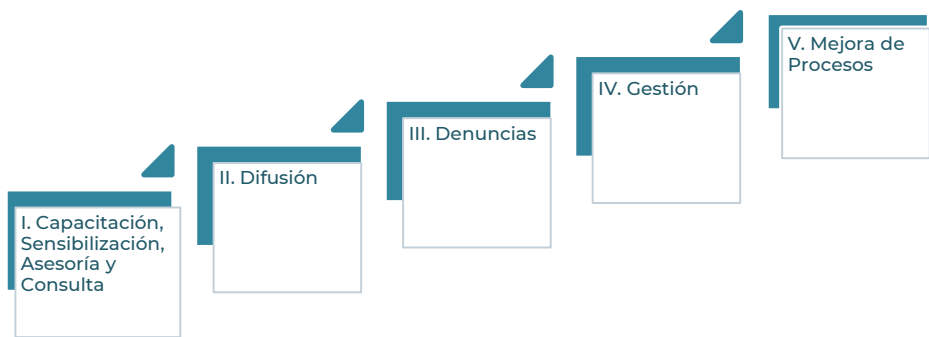 I. Capacitación,
Sensibilización,
Asesoría y
Consulta
II. Difusión
III. Denuncias
IV. Gestión
V. Mejora de
Procesos